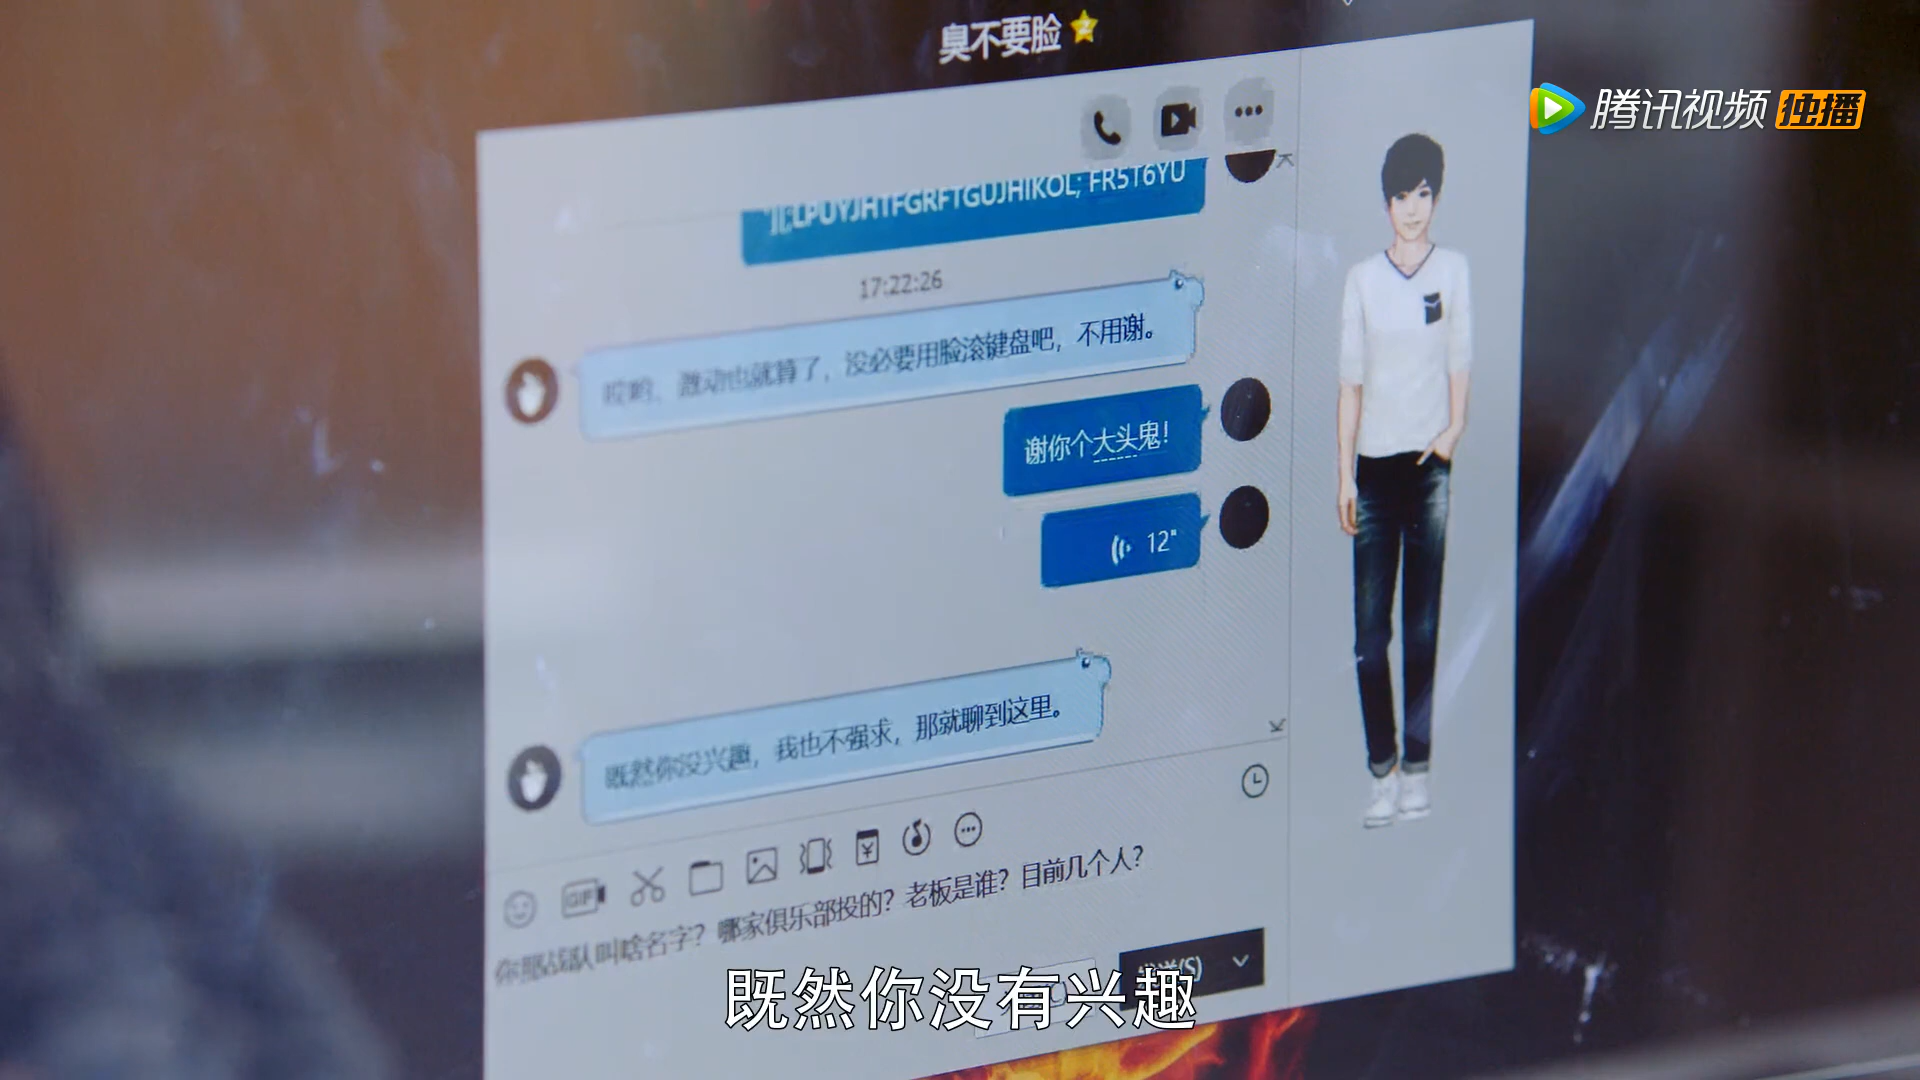 臭不要脸
腾讯视频 独播
LPUYJHTFGRFTGUJHIKOL; FR5T6YU
17:22:26
哎哟，激动也就算了，没必要用脸滚键盘吧，不用谢。
谢你个大头鬼！
12"
既然你没兴趣，我也不强求，那就聊到这里。
GIF
你那战队叫啥名字？哪家俱乐部投的？老板是谁？目前几个人？
发送(S)
既然你没有兴趣